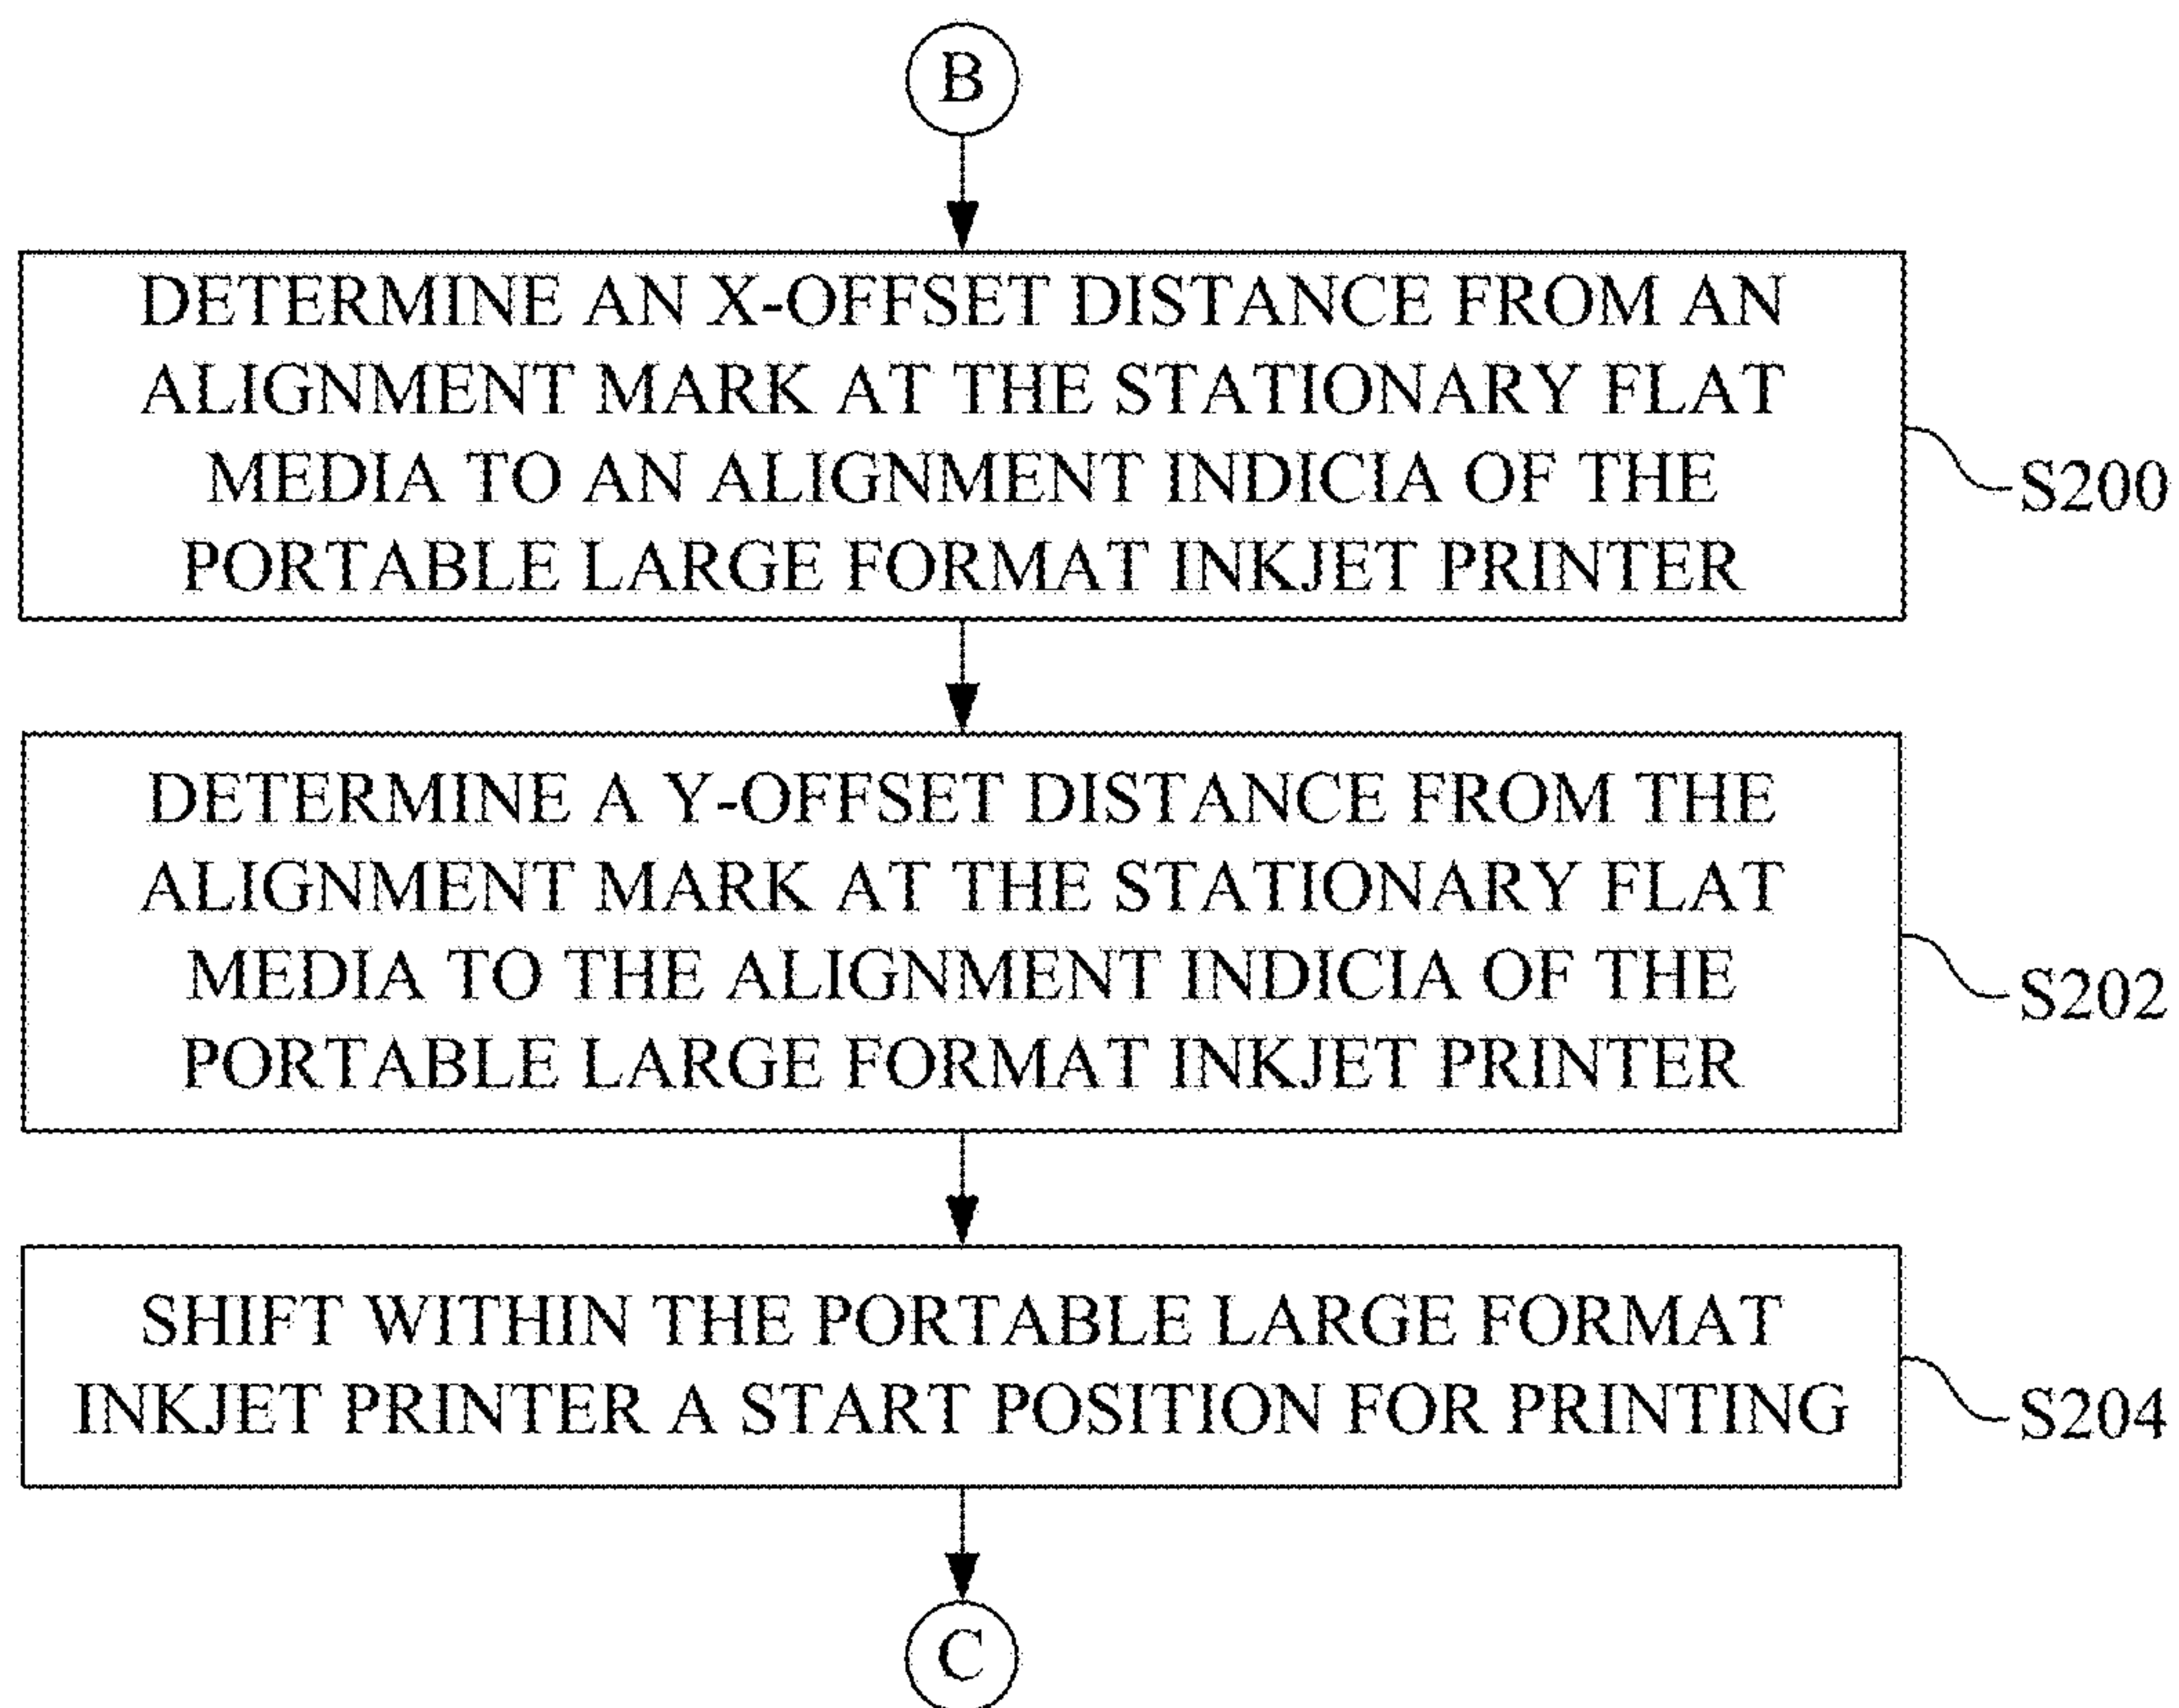 B
DETERMINE AN X-OFFSET DISTANCE FROM AN
ALIGNMENT MARK AT THE STATIONARY FLAT
MEDIA TO AN ALIGNMENT INDICIA OF THE
PORTABLE LARGE FORMAT INKJET PRINTER
S200
DETERMINE A Y-OFFSET DISTANCE FROM THE
ALIGNMENT MARK AT THE STATIONARY FLAT
MEDIA TO THE ALIGNMENT INDICIA OF THE
PORTABLE LARGE FORMAT INKJET PRINTER
S202
SHIFT WITHIN THE PORTABLE LARGE FORMAT
INKJET PRINTER A START POSITION FOR PRINTING
S204
C